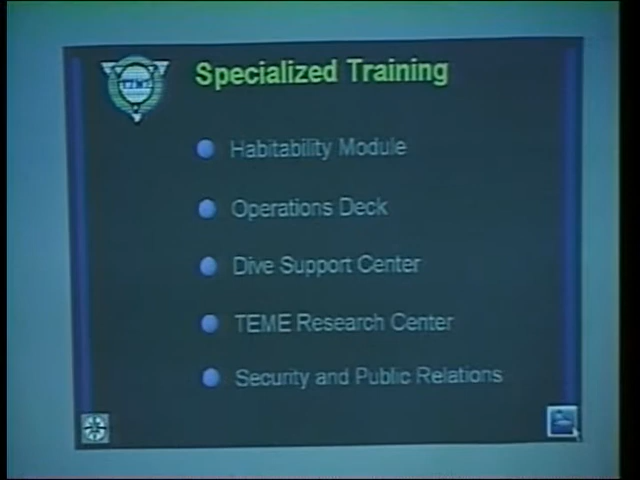 Specialized Training
Habitability Module
Operations Deck
Dive Support Center
TEME Research Center
Security and Public Relations